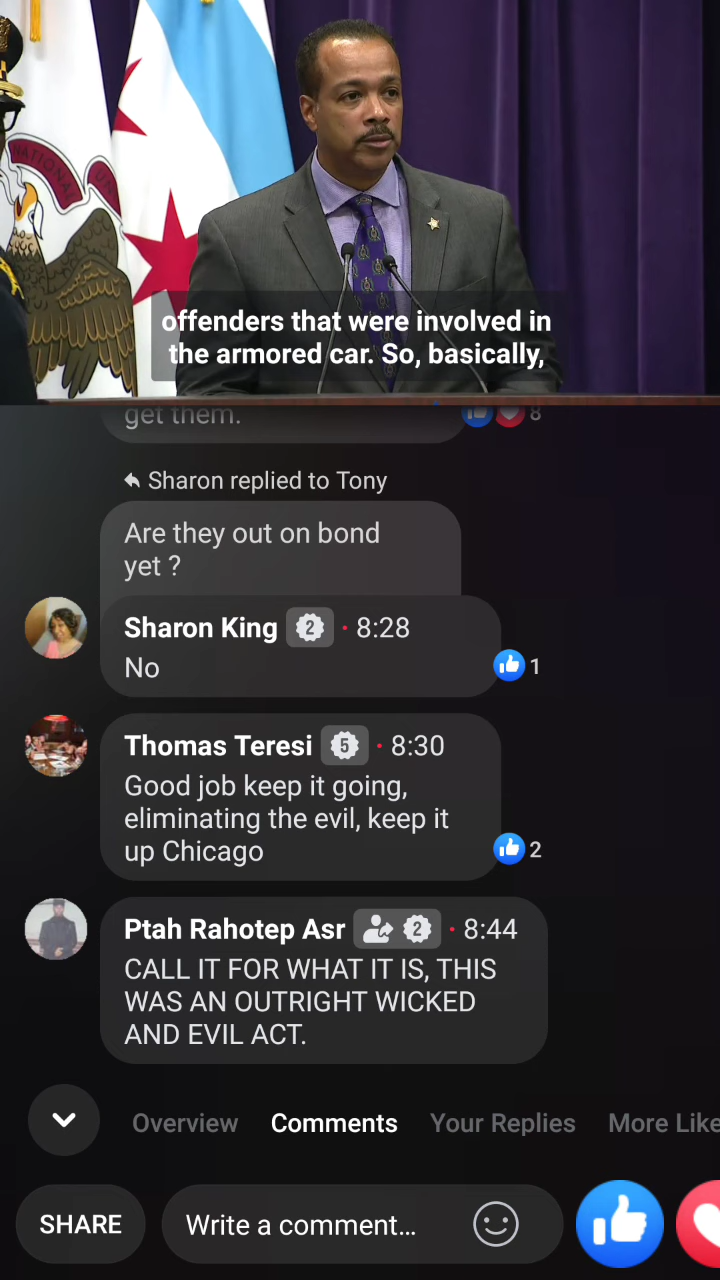 NATIONAL
offenders that were involved in
the armored car. So, basically,
get them.
8
Sharon replied to Tony
Are they out on bond
yet ?
Sharon King 2 · 8:28
No
1
Thomas Teresi 5 · 8:30
Good job keep it going,
eliminating the evil, keep it
up Chicago
2
Ptah Rahotep Asr 2 · 8:44
CALL IT FOR WHAT IT IS, THIS
WAS AN OUTRIGHT WICKED
AND EVIL ACT.
Overview Comments Your Replies More Like
SHARE Write a comment...